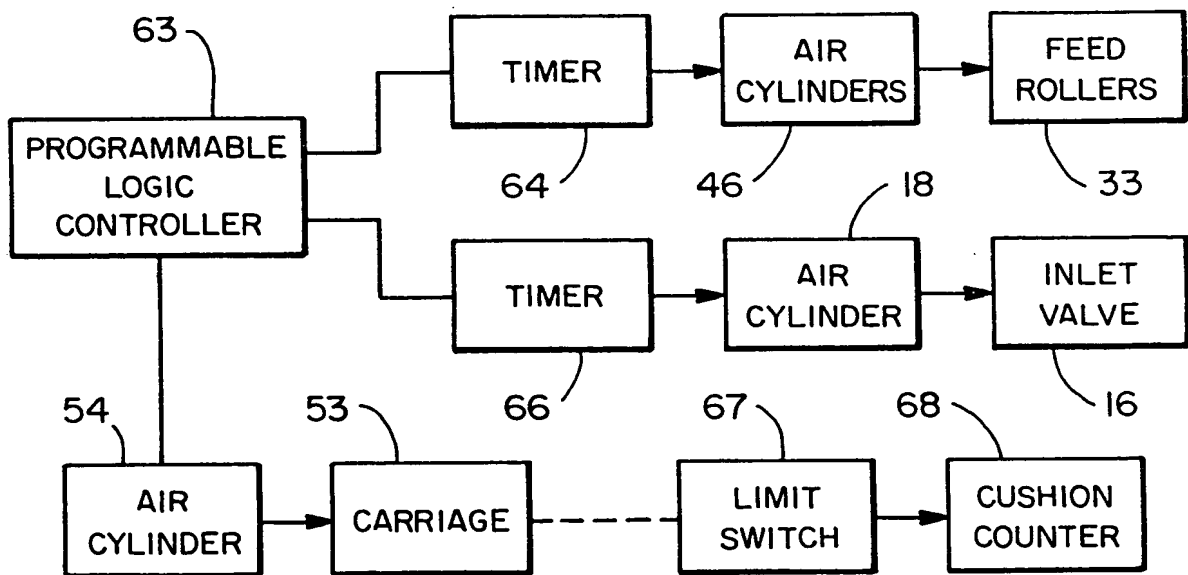 63
PROGRAMMABLE
LOGIC
CONTROLLER
TIMER
64
AIR
CYLINDERS
46
FEED
ROLLERS
33
TIMER
66
18
AIR
CYLINDER
INLET
VALVE
16
54
AIR
CYLINDER
53
CARRIAGE
67
LIMIT
SWITCH
68
CUSHION
COUNTER